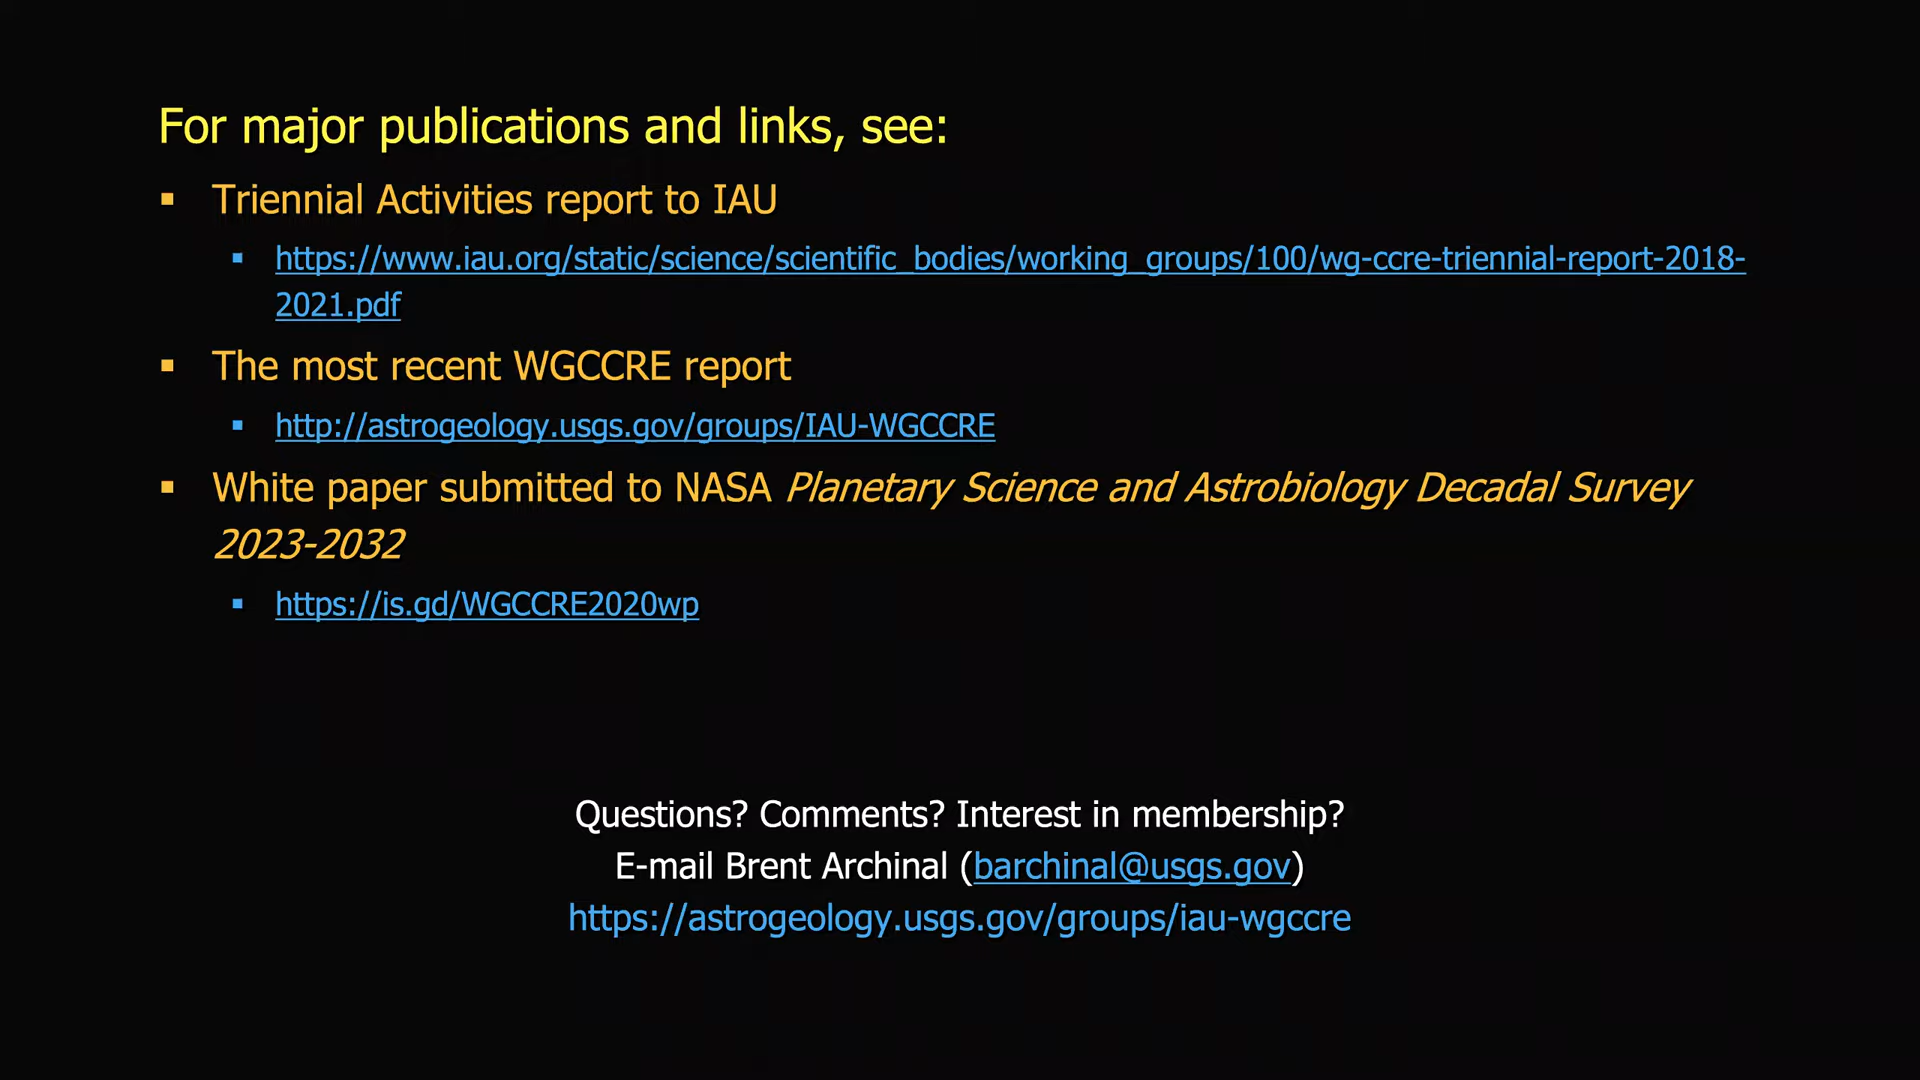 For major publications and links, see:
▪ Triennial Activities report to IAU
▪ https://www.iau.org/static/science/scientific_bodies/working_groups/100/wg-ccre-triennial-report-2018-
2021.pdf
▪ The most recent WGCCRE report
▪ http://astrogeology.usgs.gov/groups/IAU-WGCCRE
▪ White paper submitted to NASA Planetary Science and Astrobiology Decadal Survey
2023-2032
▪ https://is.gd/WGCCRE2020wp
Questions? Comments? Interest in membership?
E-mail Brent Archinal (barchinal@usgs.gov)
https://astrogeology.usgs.gov/groups/iau-wgccre